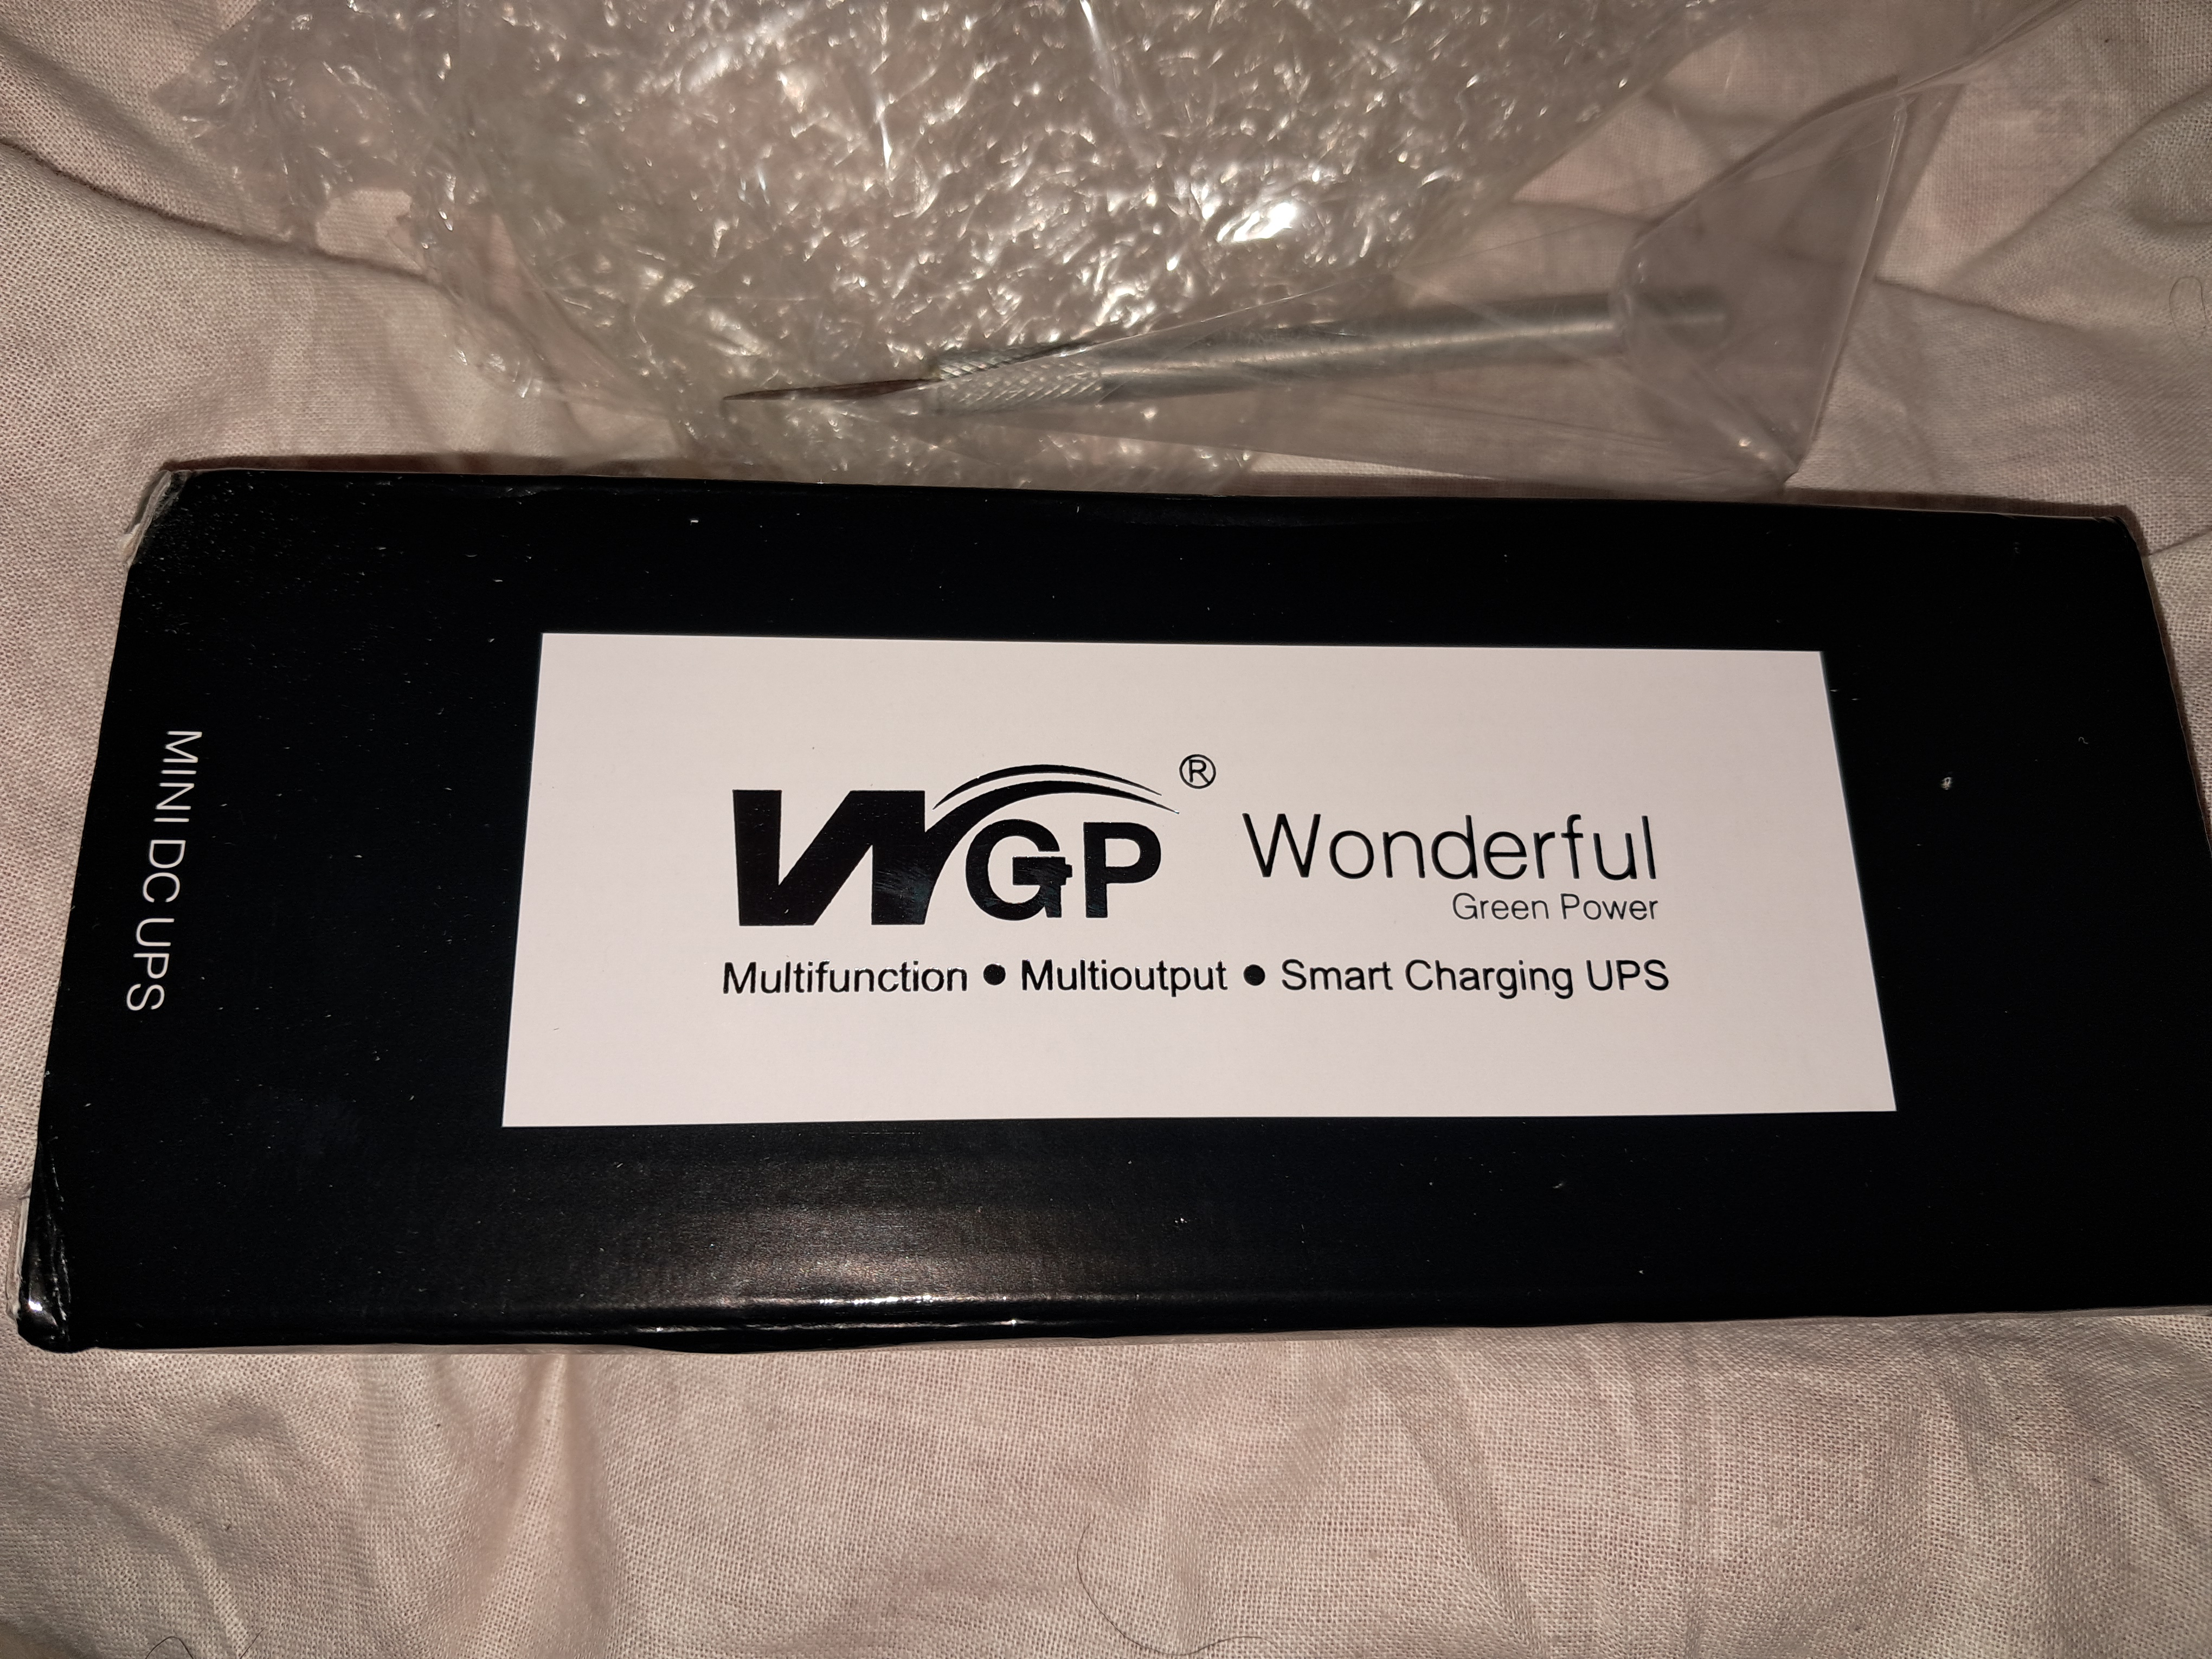 MINI DC UPS
WGP®
Wonderful
Green Power
Multifunction ● Multioutput ● Smart Charging UPS